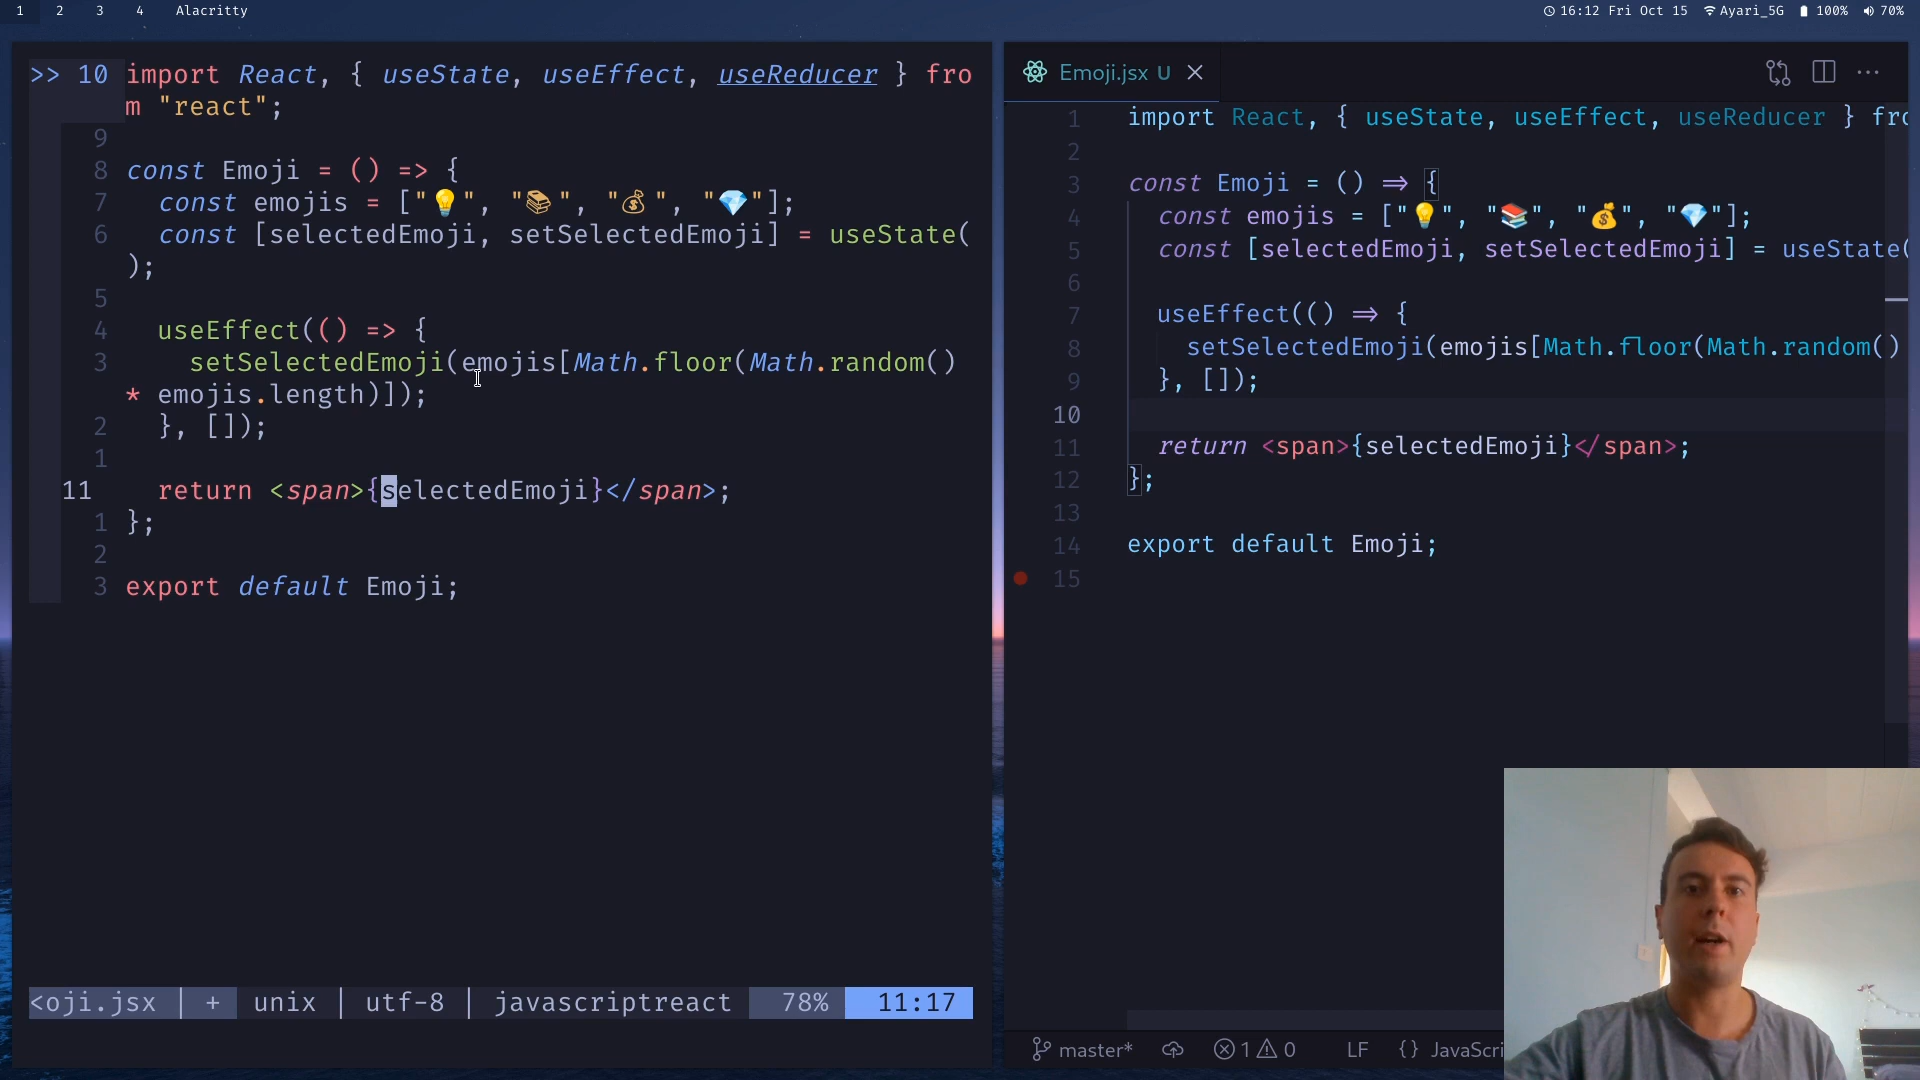 1 2 3 4 Alacritty
16:12 Fri Oct 15 Ayari_5G 100% 70%
>> 10 import React, { useState, useEffect, useReducer } fro
m "react";
9
8 const Emoji = () => {
7 const emojis = ["💡", "📚", "💰", "💎"];
6 const [selectedEmoji, setSelectedEmoji] = useState(
);
5
4 useEffect(() => {
3 setSelectedEmoji(emojis[Math.floor(Math.random()
* emojis.length)]);
2 }, []);
1
11 return <span>{selectedEmoji}</span>;
1 };
2
3 export default Emoji;
<oji.jsx | + unix | utf-8 | javascriptreact 78% 11:17
Emoji.jsx U
1 import React, { useState, useEffect, useReducer } fro
2
3 const Emoji = () => {
4 const emojis = ["💡", "📚", "💰", "💎"];
5 const [selectedEmoji, setSelectedEmoji] = useState(
6
7 useEffect(() => {
8 setSelectedEmoji(emojis[Math.floor(Math.random()
9 }, []);
10
11 return <span>{selectedEmoji}</span>;
12 };
13
14 export default Emoji;
15
master* 1 0 LF {} JavaScri